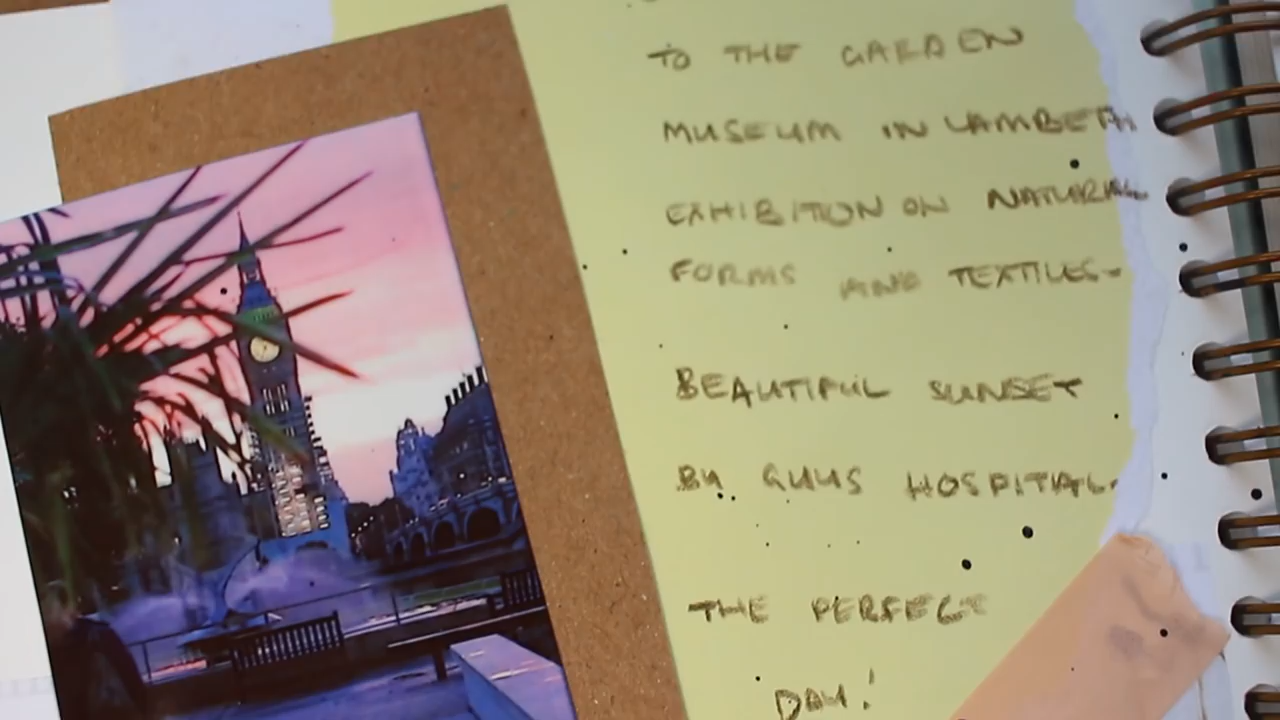 TO THE GARDEN
MUSEUM IN LAMBETH
EXHIBITION ON NATURAL
FORMS AND TEXTILES-
BEAUTIFUL SUNSET
BY GUYS HOSPITAL.
THE PERFECT
DAY!